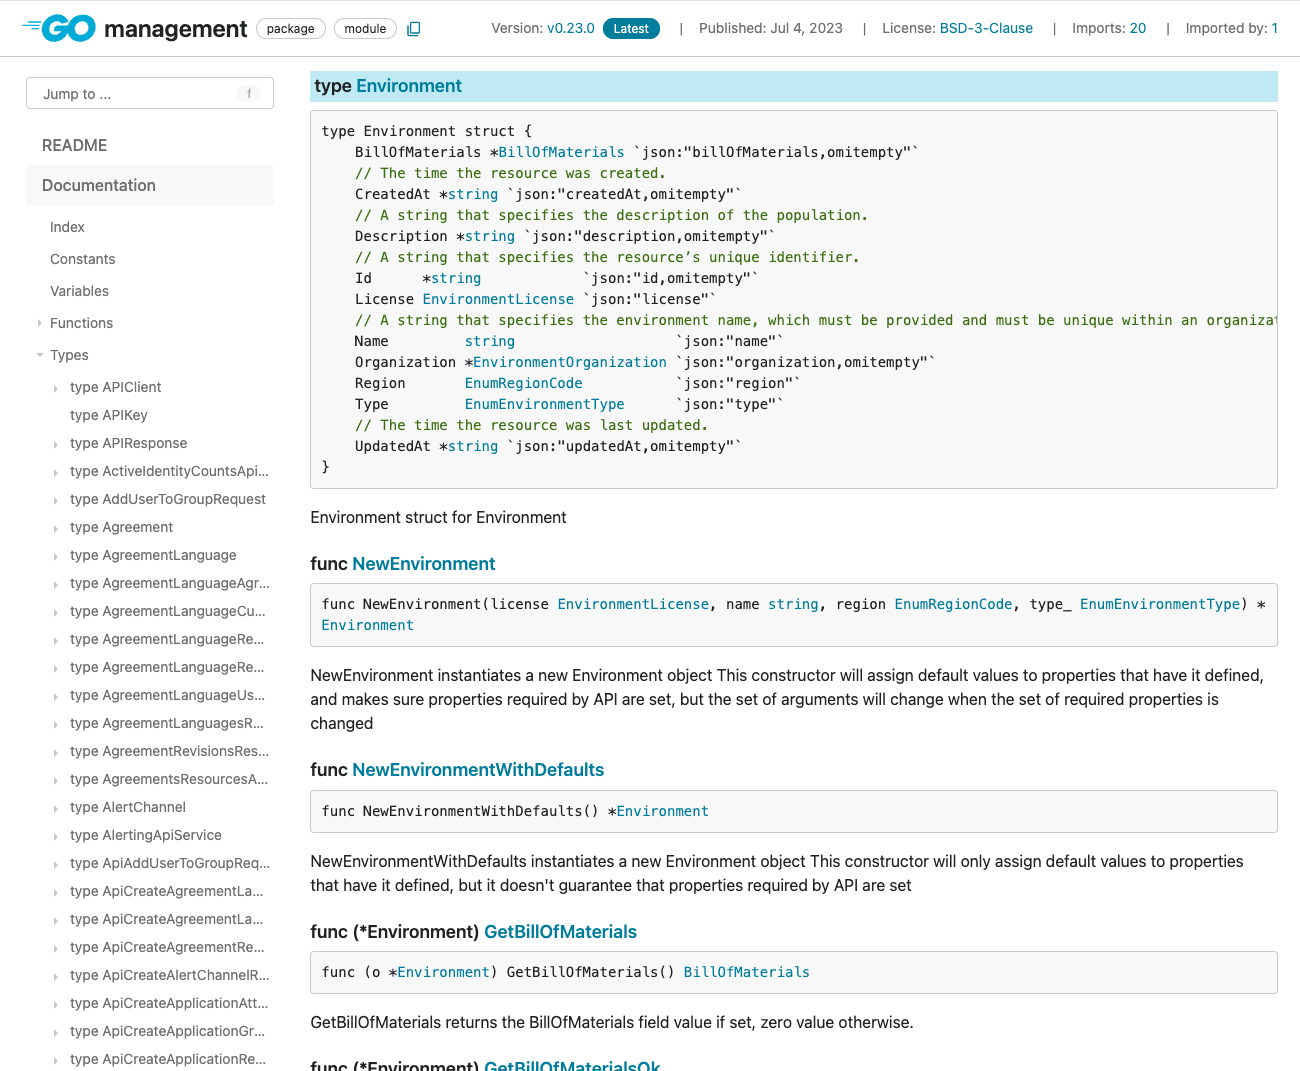 GO management package module
Version: v0.23.0 Latest | Published: Jul 4, 2023 | License: BSD-3-Clause | Imports: 20 | Imported by: 1
Jump to ... f
README
Documentation
Index
Constants
Variables
Functions
Types
type APIClient
type APIKey
type APIResponse
type ActiveIdentityCountsApi...
type AddUserToGroupRequest
type Agreement
type AgreementLanguage
type AgreementLanguageAgr...
type AgreementLanguageCu...
type AgreementLanguageRe...
type AgreementLanguageRe...
type AgreementLanguageUs...
type AgreementLanguagesR...
type AgreementRevisionsRes...
type AgreementsResourcesA...
type AlertChannel
type AlertingApiService
type ApiAddUserToGroupReq...
type ApiCreateAgreementLa...
type ApiCreateAgreementLa...
type ApiCreateAgreementRe...
type ApiCreateAlertChannelR...
type ApiCreateApplicationAtt...
type ApiCreateApplicationGr...
type ApiCreateApplicationRe...
type Environment
type Environment struct {
BillOfMaterials *BillOfMaterials `json:"billOfMaterials,omitempty"`
// The time the resource was created.
CreatedAt *string `json:"createdAt,omitempty"`
// A string that specifies the description of the population.
Description *string `json:"description,omitempty"`
// A string that specifies the resource’s unique identifier.
Id *string `json:"id,omitempty"`
License EnvironmentLicense `json:"license"`
// A string that specifies the environment name, which must be provided and must be unique within an organizat
Name string `json:"name"`
Organization *EnvironmentOrganization `json:"organization,omitempty"`
Region EnumRegionCode `json:"region"`
Type EnumEnvironmentType `json:"type"`
// The time the resource was last updated.
UpdatedAt *string `json:"updatedAt,omitempty"`
}
Environment struct for Environment
func NewEnvironment
func NewEnvironment(license EnvironmentLicense, name string, region EnumRegionCode, type_ EnumEnvironmentType) *
Environment
NewEnvironment instantiates a new Environment object This constructor will assign default values to properties that have it defined,
and makes sure properties required by API are set, but the set of arguments will change when the set of required properties is
changed
func NewEnvironmentWithDefaults
func NewEnvironmentWithDefaults() *Environment
NewEnvironmentWithDefaults instantiates a new Environment object This constructor will only assign default values to properties
that have it defined, but it doesn't guarantee that properties required by API are set
func (*Environment) GetBillOfMaterials
func (o *Environment) GetBillOfMaterials() BillOfMaterials
GetBillOfMaterials returns the BillOfMaterials field value if set, zero value otherwise.
func (*Environment) GetBillOfMaterialsOk